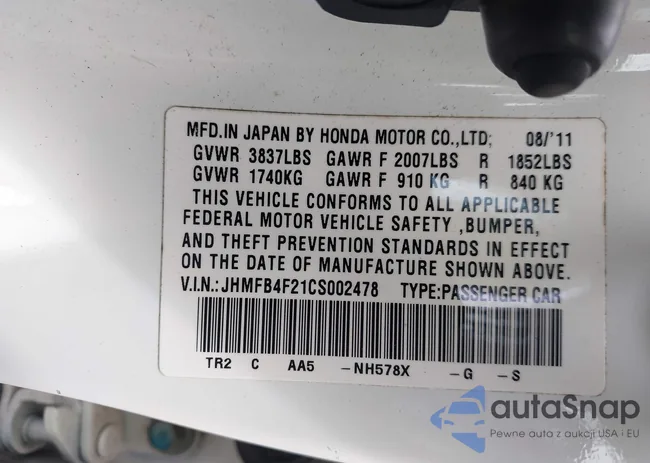 MFD.IN JAPAN BY HONDA MOTOR CO.,LTD; 08/'11
GVWR 3837LBS GAWR F 2007LBS R 1852LBS
GVWR 1740KG GAWR F 910 KG R 840 KG
THIS VEHICLE CONFORMS TO ALL APPLICABLE
FEDERAL MOTOR VEHICLE SAFETY ,BUMPER,
AND THEFT PREVENTION STANDARDS IN EFFECT
ON THE DATE OF MANUFACTURE SHOWN ABOVE.
V.I.N.: JHMFB4F21CS002478 TYPE:PASSENGER CAR
TR2 C AA5 -NH578X -G -S
autaSnap
Pewne auta z aukcji USA i EU